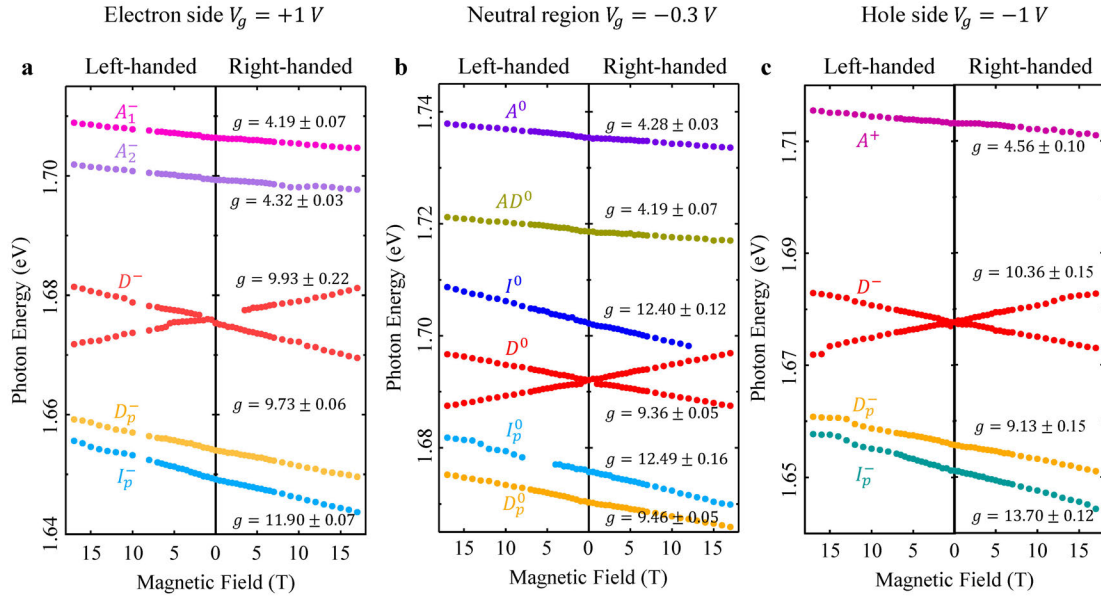 Electron side V_g = +1 V
Neutral region V_g = −0.3 V
Hole side V_g = −1 V
a
Left-handed Right-handed
A_1^-
g = 4.19 ± 0.07
A_2^-
g = 4.32 ± 0.03
D^-
g = 9.93 ± 0.22
g = 9.73 ± 0.06
D_p^-
I_p^-
g = 11.90 ± 0.07
1.70
1.68
1.66
1.64
Photon Energy (eV)
15 10 5 0 5 10 15
Magnetic Field (T)
b
Left-handed Right-handed
A^0
g = 4.28 ± 0.03
AD^0
g = 4.19 ± 0.07
I^0
g = 12.40 ± 0.12
D^0
g = 9.36 ± 0.05
I_p^0
g = 12.49 ± 0.16
D_p^0
g = 9.46 ± 0.05
1.74
1.72
1.70
1.68
Photon Energy (eV)
15 10 5 0 5 10 15
Magnetic Field (T)
c
Left-handed Right-handed
A^+
g = 4.56 ± 0.10
D^-
g = 10.36 ± 0.15
D_p^-
g = 9.13 ± 0.15
I_p^-
g = 13.70 ± 0.12
1.71
1.69
1.67
1.65
Photon Energy (eV)
15 10 5 0 5 10 15
Magnetic Field (T)